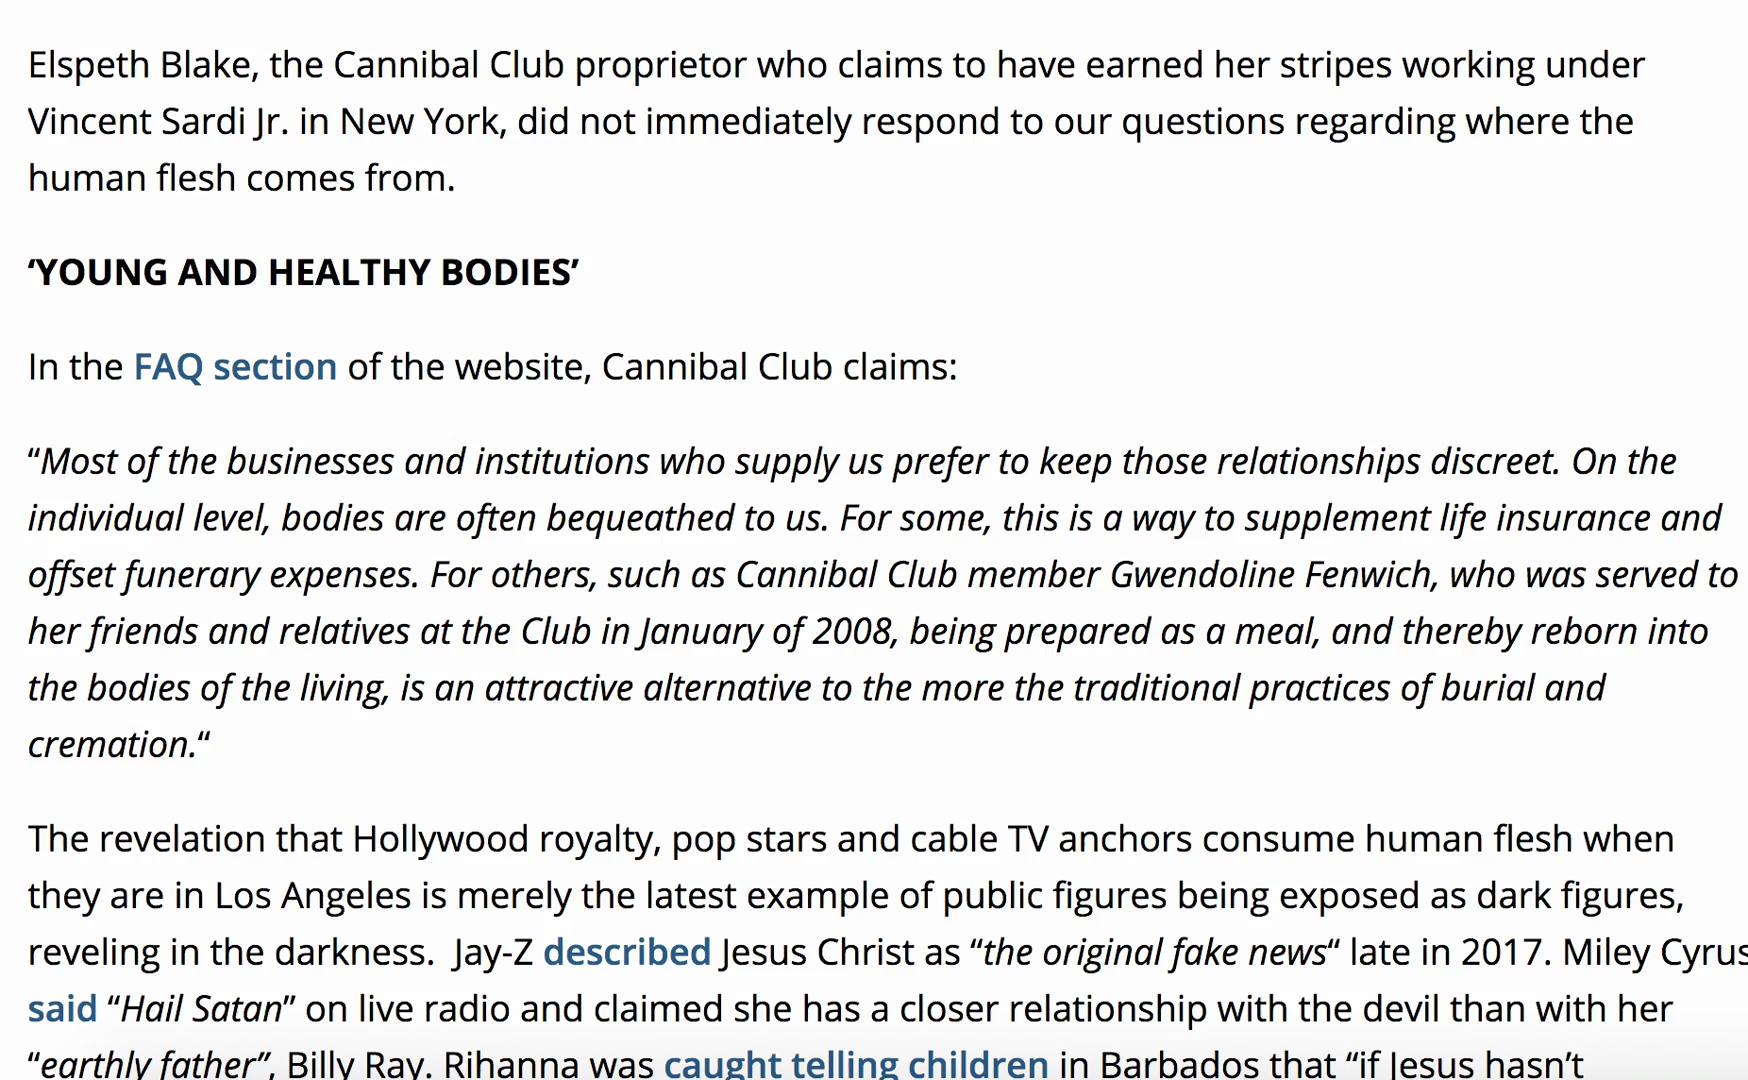 Elspeth Blake, the Cannibal Club proprietor who claims to have earned her stripes working under
Vincent Sardi Jr. in New York, did not immediately respond to our questions regarding where the
human flesh comes from.
‘YOUNG AND HEALTHY BODIES’
In the FAQ section of the website, Cannibal Club claims:
“Most of the businesses and institutions who supply us prefer to keep those relationships discreet. On the
individual level, bodies are often bequeathed to us. For some, this is a way to supplement life insurance and
offset funerary expenses. For others, such as Cannibal Club member Gwendoline Fenwich, who was served to
her friends and relatives at the Club in January of 2008, being prepared as a meal, and thereby reborn into
the bodies of the living, is an attractive alternative to the more the traditional practices of burial and
cremation.“
The revelation that Hollywood royalty, pop stars and cable TV anchors consume human flesh when
they are in Los Angeles is merely the latest example of public figures being exposed as dark figures,
reveling in the darkness. Jay-Z described Jesus Christ as “the original fake news“ late in 2017. Miley Cyrus
said “Hail Satan” on live radio and claimed she has a closer relationship with the devil than with her
“earthly father”, Billy Ray. Rihanna was caught telling children in Barbados that “if Jesus hasn’t